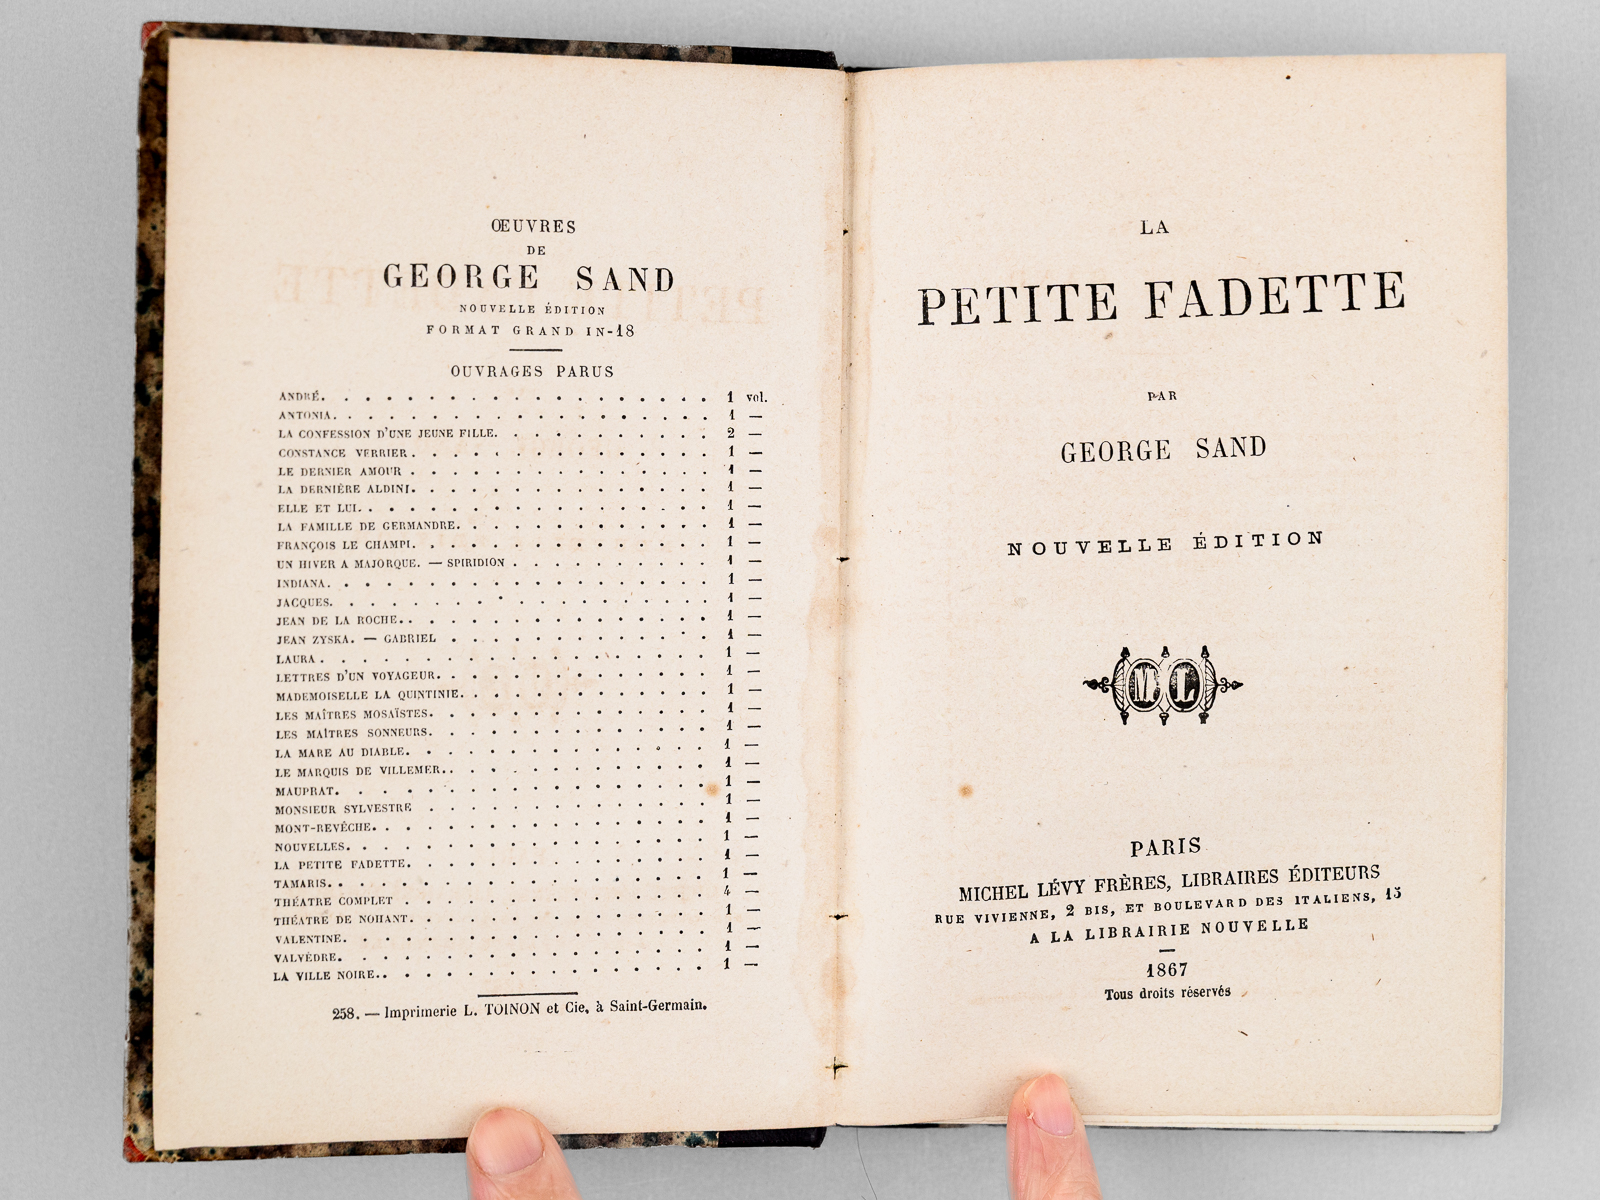 ŒUVRES
DE
GEORGE SAND
NOUVELLE ÉDITION
FORMAT GRAND IN-18
OUVRAGES PARUS
ANDRÉ. . . . . . . . . . . . . . . . . . 1 vol.
ANTONIA. . . . . . . . . . . . . . . . . 1 —
LA CONFESSION D'UNE JEUNE FILLE. . . . . . . . . . 2 —
CONSTANCE VERRIER . . . . . . . . . . . . . . 1 —
LE DERNIER AMOUR . . . . . . . . . . . . . . 1 —
LA DERNIÈRE ALDINI. . . . . . . . . . . . . . 1 —
ELLE ET LUI. . . . . . . . . . . . . . . . 1 —
LA FAMILLE DE GERMANDRE. . . . . . . . . . . . 1 —
FRANÇOIS LE CHAMPI. . . . . . . . . . . . . . 1 —
UN HIVER A MAJORQUE. — SPIRIDION . . . . . . . . . 1 —
INDIANA. . . . . . . . . . . . . . . . . 1 —
JACQUES. . . . . . . . . . . . . . . . . 1 —
JEAN DE LA ROCHE. . . . . . . . . . . . . . . 1 —
JEAN ZYSKA. — GABRIEL . . . . . . . . . . . . 1 —
LAURA . . . . . . . . . . . . . . . . . . 1 —
LETTRES D'UN VOYAGEUR. . . . . . . . . . . . . 1 —
MADEMOISELLE LA QUINTINIE. . . . . . . . . . . . 1 —
LES MAÎTRES MOSAÏSTES. . . . . . . . . . . . . 1 —
LES MAÎTRES SONNEURS. . . . . . . . . . . . . 1 —
LA MARE AU DIABLE. . . . . . . . . . . . . . 1 —
LE MARQUIS DE VILLEMER. . . . . . . . . . . . . 1 —
MAUPRAT. . . . . . . . . . . . . . . . . 1 —
MONSIEUR SYLVESTRE . . . . . . . . . . . . . 1 —
MONT-REVÊCHE. . . . . . . . . . . . . . . . 1 —
NOUVELLES. . . . . . . . . . . . . . . . . 1 —
LA PETITE FADETTE. . . . . . . . . . . . . . 1 —
TAMARIS. . . . . . . . . . . . . . . . . . 1 —
THÉATRE COMPLET . . . . . . . . . . . . . . 4 —
THÉATRE DE NOHANT. . . . . . . . . . . . . . 1 —
VALENTINE. . . . . . . . . . . . . . . . . 1 —
VALVÈDRE. . . . . . . . . . . . . . . . . 1 —
LA VILLE NOIRE. . . . . . . . . . . . . . . . 1 —
258. — Imprimerie L. TOINON et Cie, à Saint-Germain.
LA
PETITE FADETTE
PAR
GEORGE SAND
NOUVELLE ÉDITION
M L
PARIS
MICHEL LÉVY FRÈRES, LIBRAIRES ÉDITEURS
RUE VIVIENNE, 2 BIS, ET BOULEVARD DES ITALIENS, 15
A LA LIBRAIRIE NOUVELLE
1867
Tous droits réservés